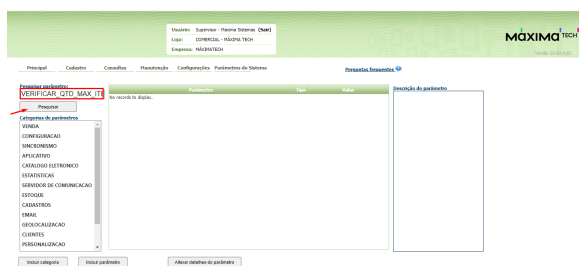 Usuário: Supervisor - Máxima Sistemas (Sair)
Loja: COMERCIAL - MÁXIMA TECH
Empresa: MÁXIMATECH
MÁXIMA TECH
Principal Cadastro Consultas Manutenção Configurações Parâmetros do Sistema Perguntas frequentes
Pesquisar parâmetro:
VERIFICAR_QTD_MAX_ITE
Pesquisar
Parâmetro Tipo Valor
No records to display.
Descrição do parâmetro
Categorias de parâmetros
VENDA
CONFIGURACAO
SINCRONISMO
APLICATIVO
CATALOGO ELETRONICO
ESTATISTICAS
SERVIDOR DE COMUNICACAO
ESTOQUE
CADASTROS
EMAIL
GEOLOCALIZACAO
CLIENTES
PERSONALIZACAO
Incluir categoria Incluir parâmetro Alterar detalhes do parâmetro